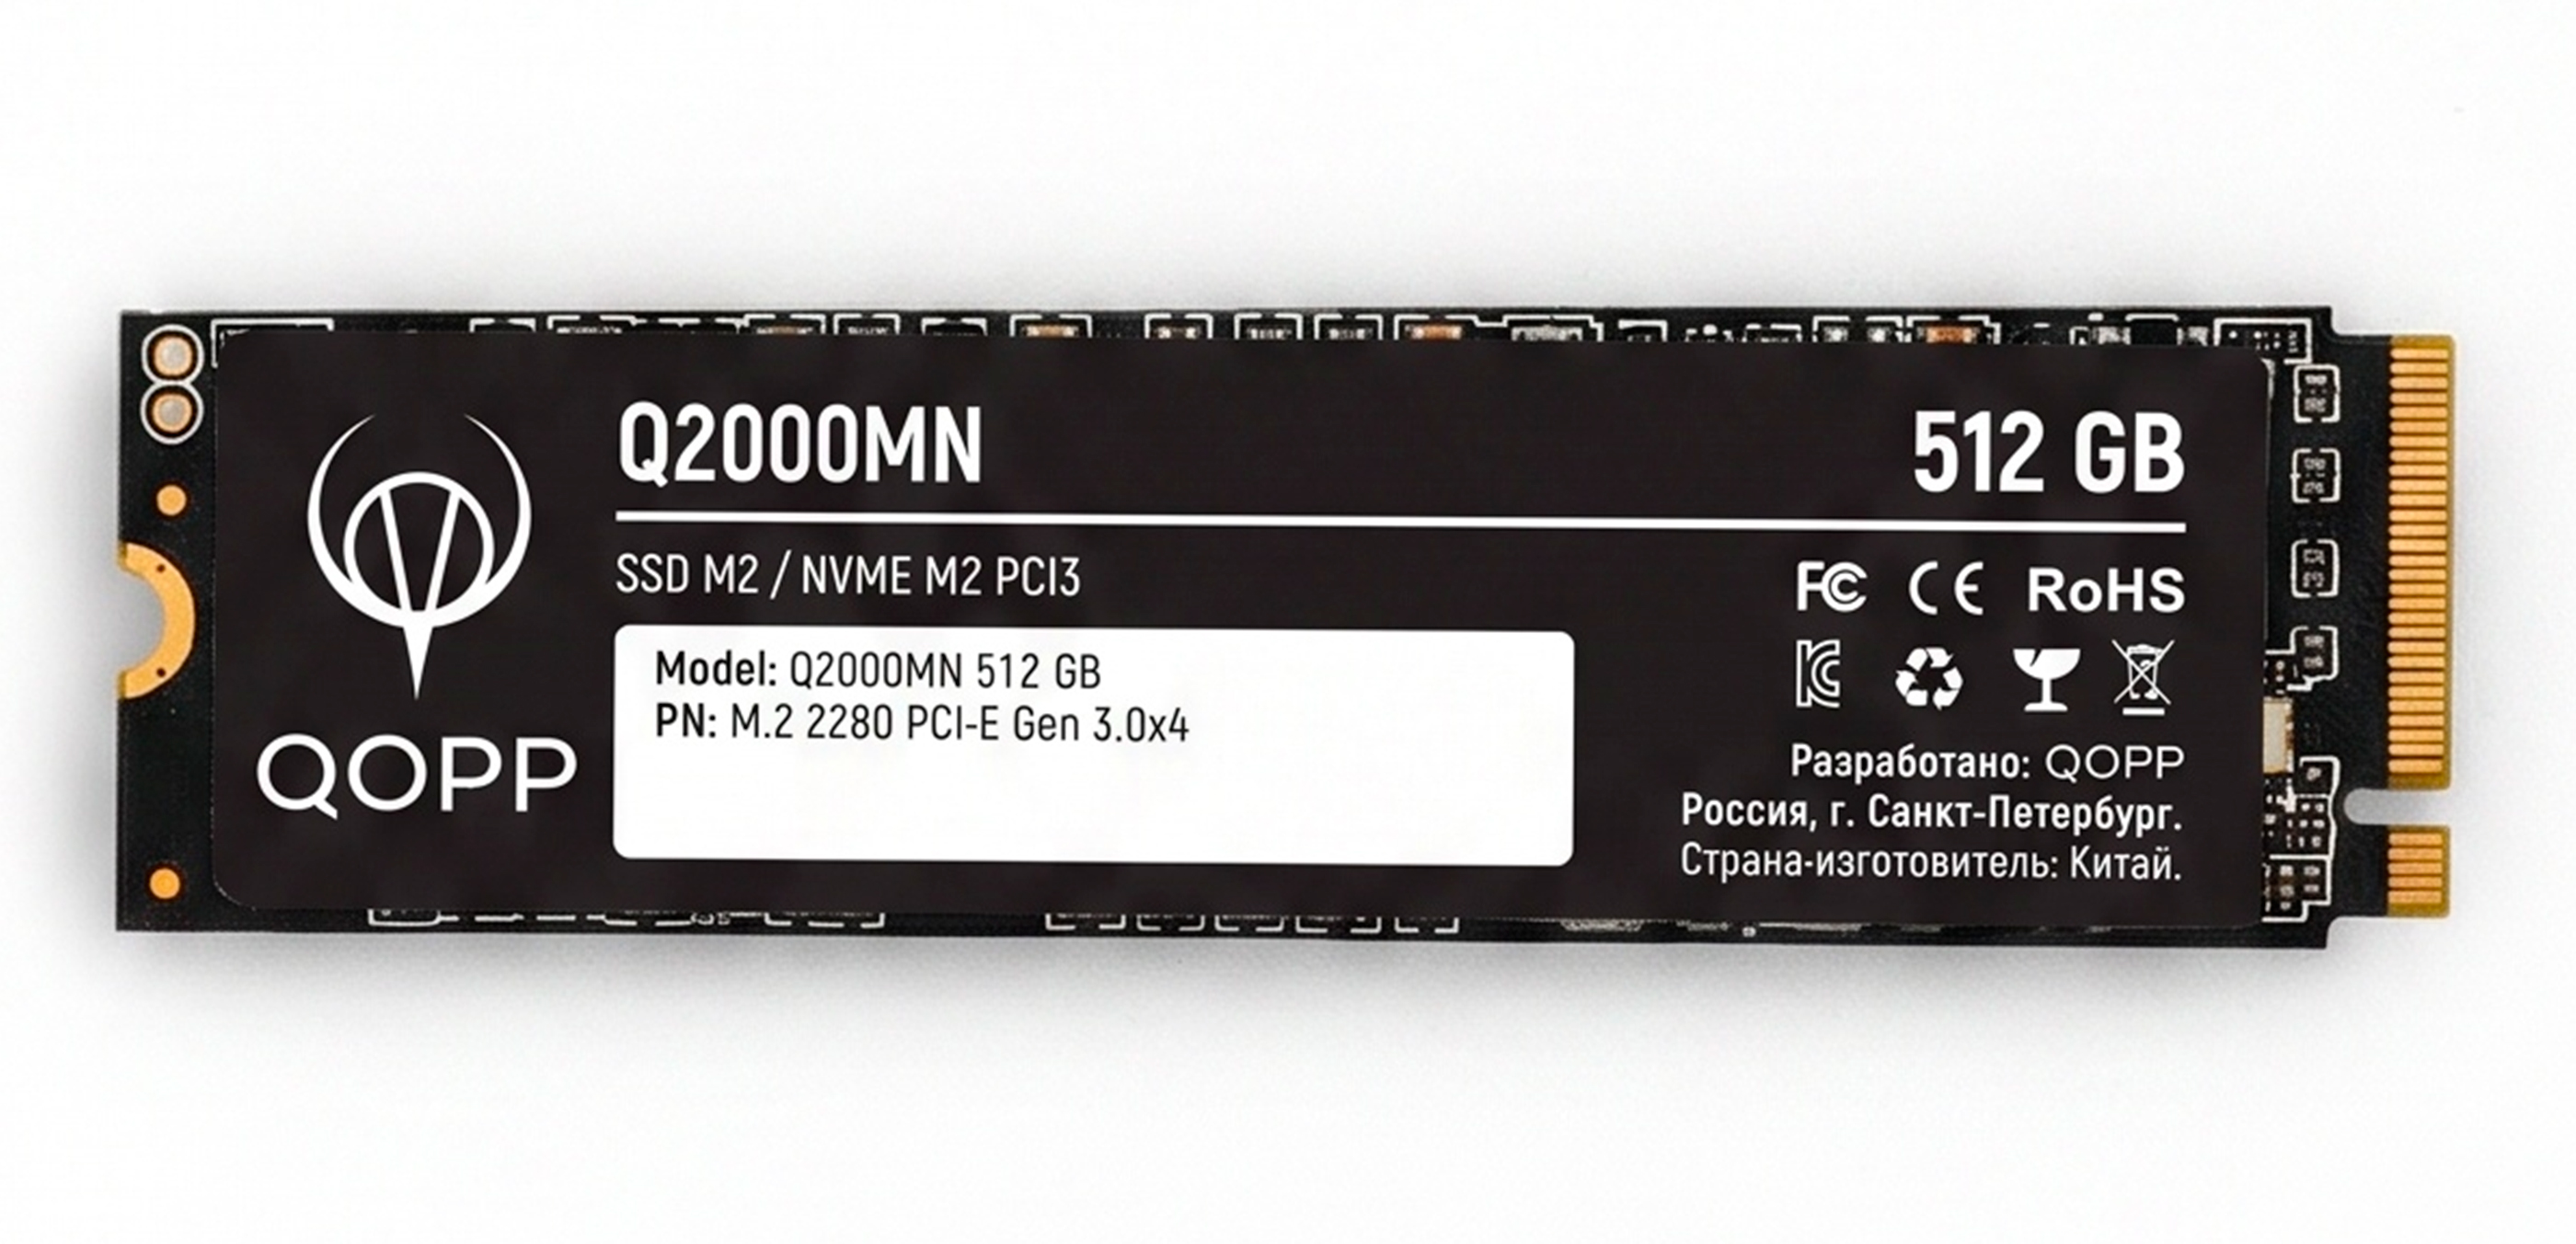 Q2000MN
512 GB
SSD M2 / NVME M2 PCI3
FC CE RoHS
Model: Q2000MN 512 GB
PN: M.2 2280 PCI-E Gen 3.0x4
QOPP
Разработано: QOPP
Россия, г. Санкт-Петербург.
Страна-изготовитель: Китай.